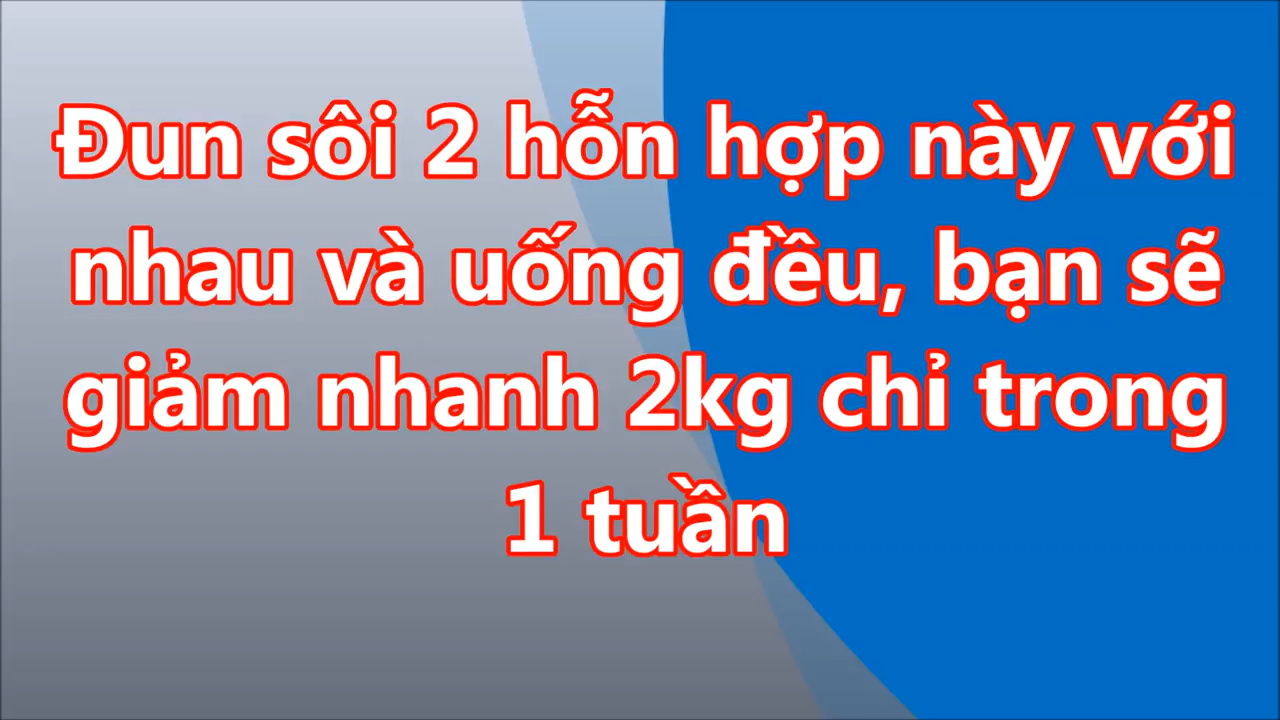 Đun sôi 2 hỗn hợp này với
nhau và uống đều, bạn sẽ
giảm nhanh 2kg chỉ trong
1 tuần